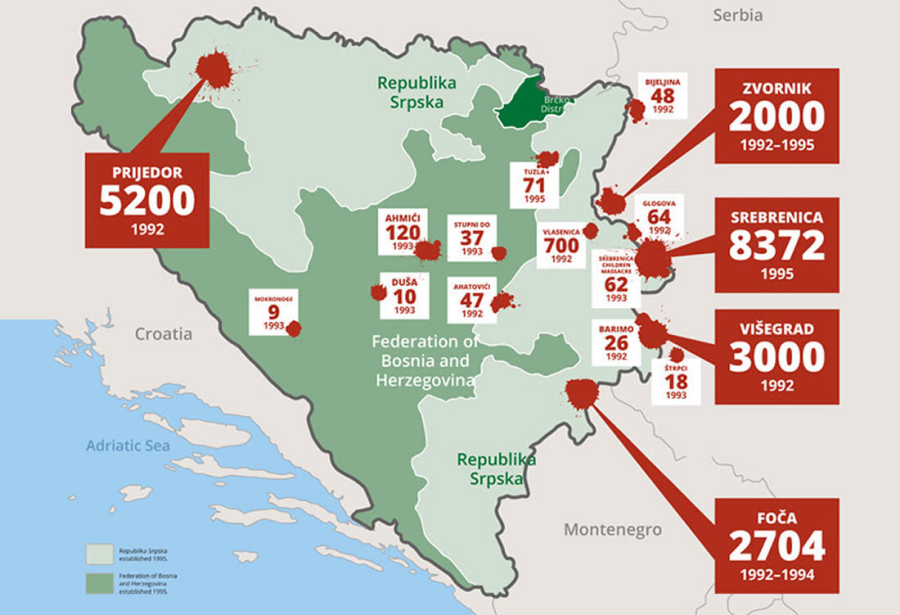 Serbia
BIJELJINA
48
1992
ZVORNIK
2000
1992–1995
Republika
Srpska
Brčko
Distr
PRIJEDOR
5200
1992
TUZLA
71
1995
AHMIĆI
120
1993
STUPNI DO
37
1993
VLASENICA
700
1992
GLOGOVA
64
1992
SREBRENICA
8372
1995
SREBRENICA
CHILDREN
MASSACRE
62
1993
DUŠA
10
1993
AHATOVIĆI
47
1992
MOKRONOGE
9
1993
Croatia
Federation of
Bosnia and
Herzegovina
BARIMO
26
1992
VIŠEGRAD
3000
1992
ŠTRPCI
18
1993
Adriatic Sea
Republika
Srpska
Montenegro
FOČA
2704
1992–1994
Republika Srpska
established 1995.
Federation of Bosnia
and Herzegovina
established 1995.